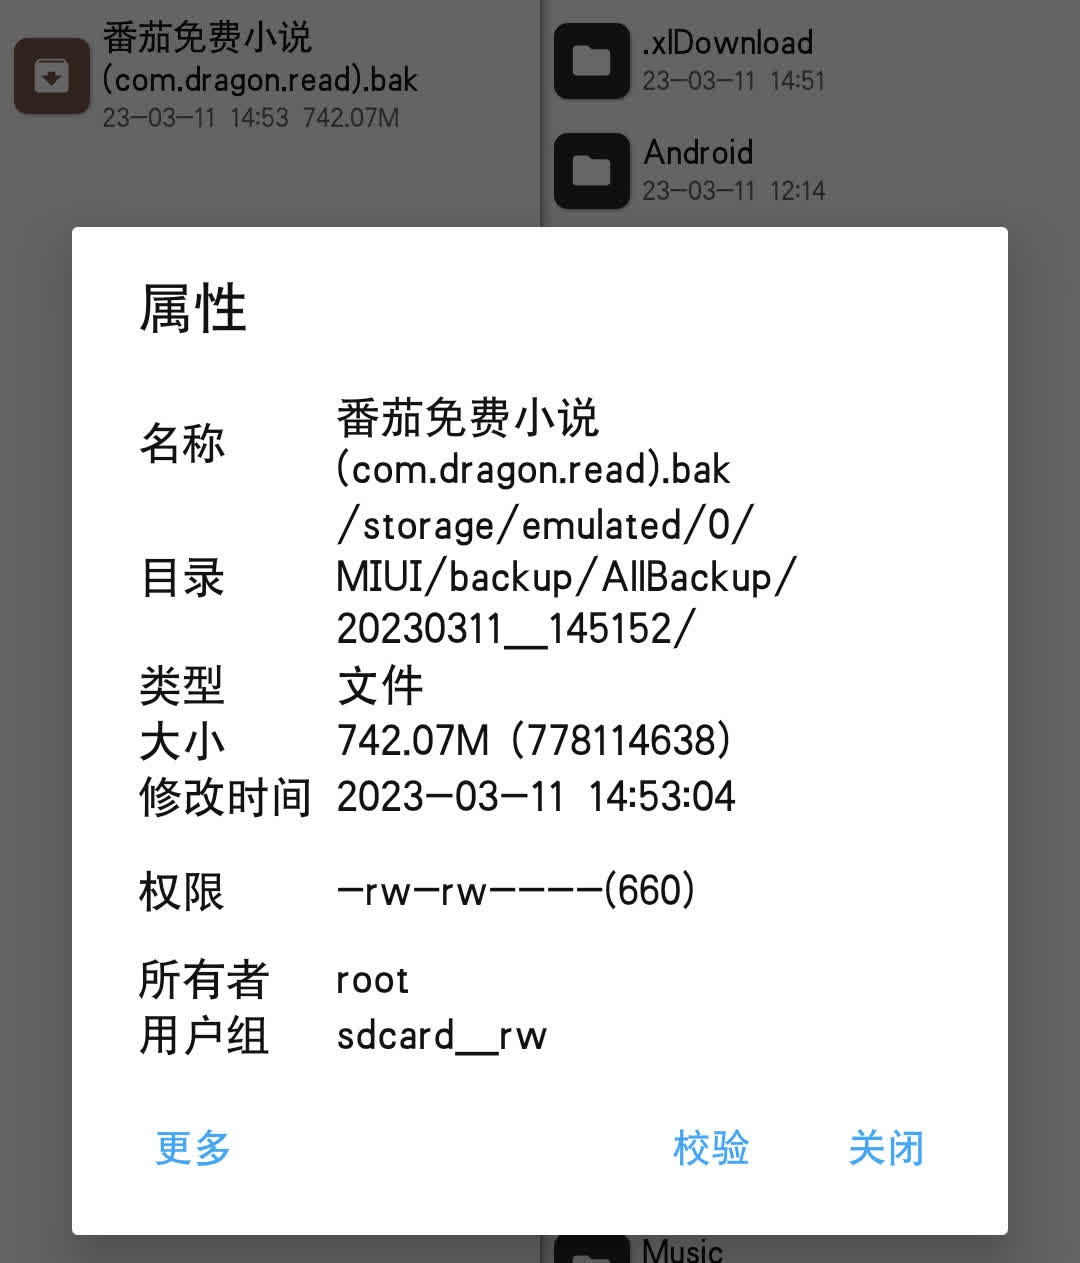 番茄免费小说
(com.dragon.read).bak
23-03-11 14:53 742.07M
.xlDownload
23-03-11 14:51
Android
23-03-11 12:14
属性
名称
番茄免费小说
(com.dragon.read).bak
目录
/storage/emulated/0/
MIUI/backup/AllBackup/
20230311_145152/
类型 文件
大小 742.07M (778114638)
修改时间 2023-03-11 14:53:04
权限 -rw-rw----(660)
所有者 root
用户组 sdcard_rw
更多 校验 关闭
Music